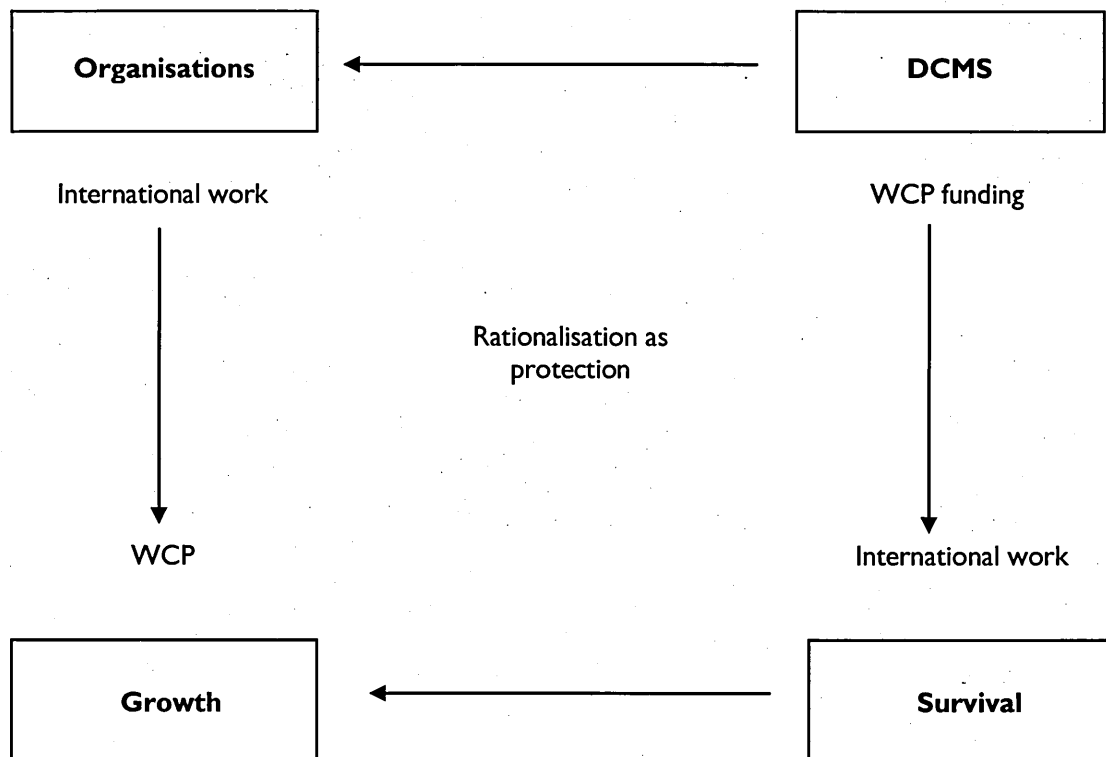 Organisations
DCMS
International work
WCP funding
Rationalisation as
protection
WCP
International work
Growth
Survival